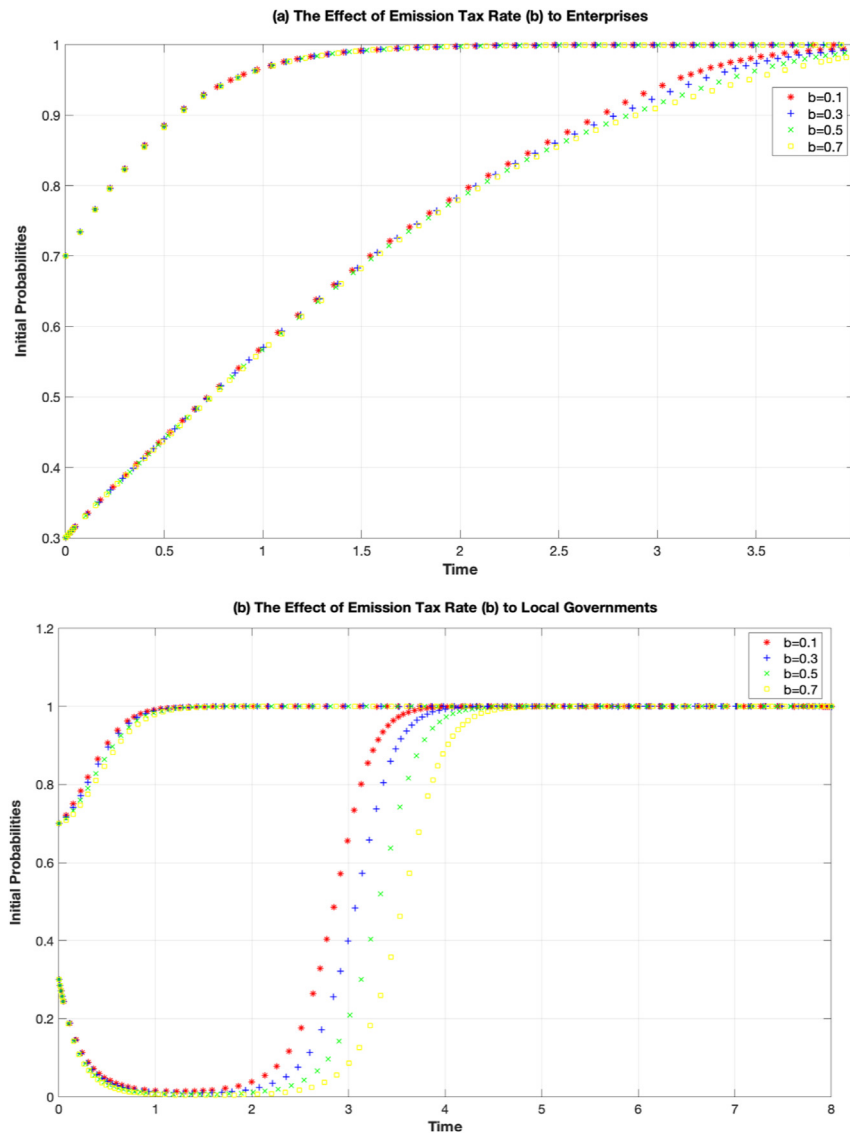 (a) The Effect of Emission Tax Rate (b) to Enterprises
1
0.9
0.8
0.7
0.6
0.5
0.4
0.3
Initial Probabilities
b=0.1
b=0.3
b=0.5
b=0.7
0 0.5 1 1.5 2 2.5 3 3.5
Time
(b) The Effect of Emission Tax Rate (b) to Local Governments
1.2
1
0.8
0.6
0.4
0.2
0
Initial Probabilities
b=0.1
b=0.3
b=0.5
b=0.7
0 1 2 3 4 5 6 7 8
Time